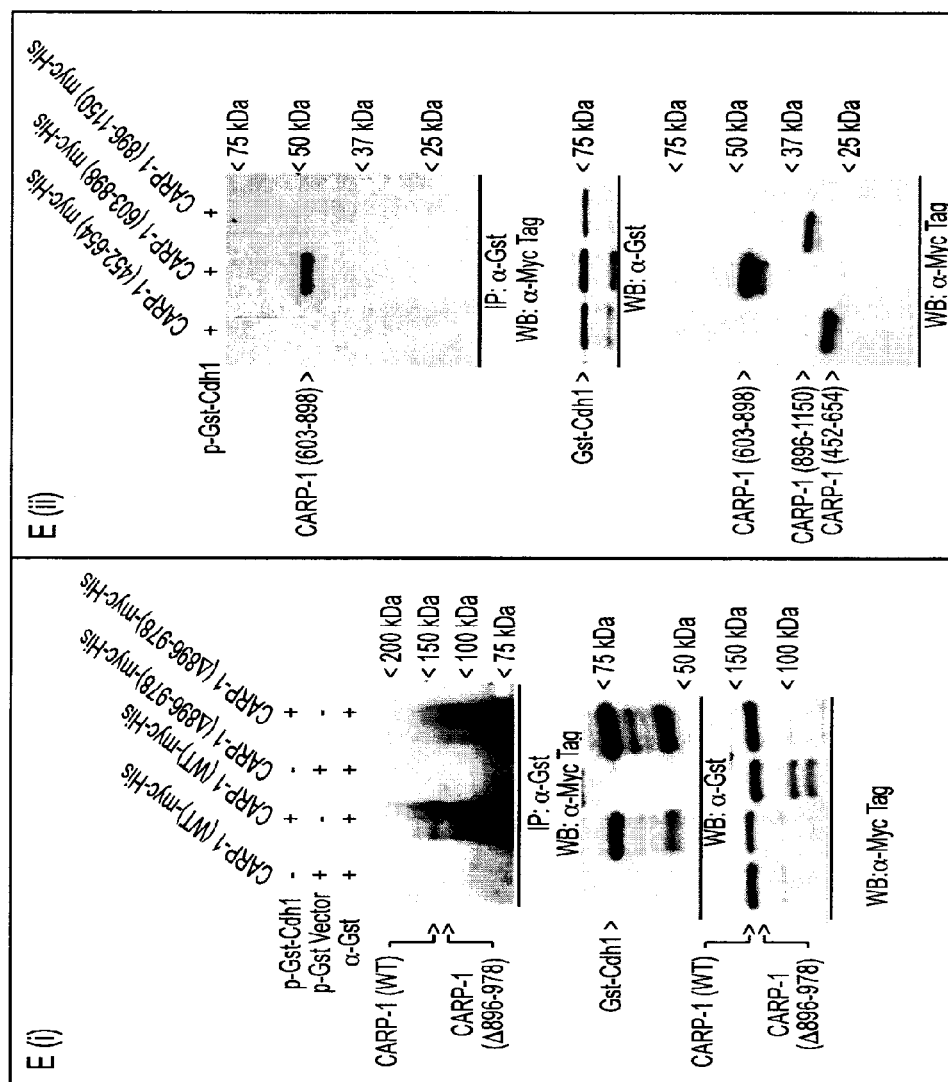 E (i)
CARP-1 (WT)-myc-His
CARP-1 (WT)-myc-His
CARP-1 (Δ896-978)-myc-His
CARP-1 (Δ896-978)-myc-His
p-Gst-Cdh1 - + - +
p-Gst Vector + - + -
α-Gst + + + +
CARP-1 (WT)
CARP-1
(Δ896-978)
< 200 kDa
< 150 kDa
< 100 kDa
< 75 kDa
IP: α-Gst
WB: α-Myc Tag
Gst-Cdh1 >
< 75 kDa
< 50 kDa
WB: α-Gst
CARP-1 (WT)
CARP-1
(Δ896-978)
< 150 kDa
< 100 kDa
WB:α-Myc Tag
E (ii)
CARP-1 (452-654) myc-His
CARP-1 (603-898) myc-His
CARP-1 (896-1150) myc-His
p-Gst-Cdh1 + + +
CARP-1 (603-898) >
< 75 kDa
< 50 kDa
< 37 kDa
< 25 kDa
IP: α-Gst
WB: α-Myc Tag
Gst-Cdh1 >
< 75 kDa
WB: α-Gst
CARP-1 (603-898) >
CARP-1 (896-1150) >
CARP-1 (452-654) >
< 75 kDa
< 50 kDa
< 37 kDa
< 25 kDa
WB: α-Myc Tag